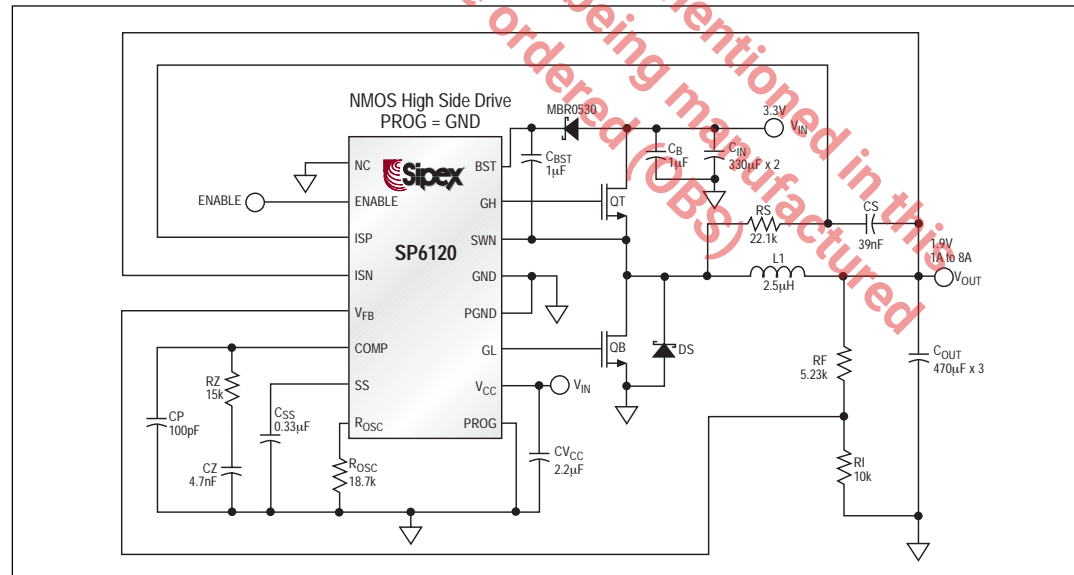 mentioned in this
being manufactured
ordered (OBS)
NMOS High Side Drive
PROG = GND
MBR0530
3.3V
VIN
CBST
1µF
CB
1µF
CIN
330µF x 2
NC
Sipex
BST
ENABLE
ENABLE
GH
QT
ISP
SWN
RS
22.1k
CS
39nF
SP6120
1.9V
1A to 8A
ISN
GND
L1
2.5µH
VOUT
VFB
PGND
COMP
GL
QB
DS
RZ
15k
SS
VCC
VIN
RF
5.23k
COUT
470µF x 3
CP
100pF
CSS
0.33µF
ROSC
PROG
CZ
4.7nF
ROSC
18.7k
CVCC
2.2µF
RI
10k